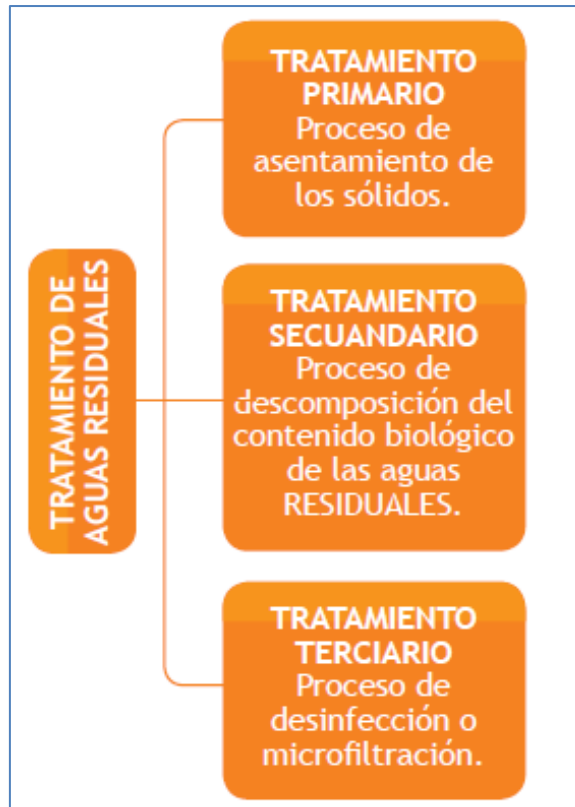 TRATAMIENTO DE
AGUAS RESIDUALES
TRATAMIENTO
PRIMARIO
Proceso de
asentamiento de
los sólidos.
TRATAMIENTO
SECUANDARIO
Proceso de
descomposición del
contenido biológico
de las aguas
RESIDUALES.
TRATAMIENTO
TERCIARIO
Proceso de
desinfección o
microfiltración.